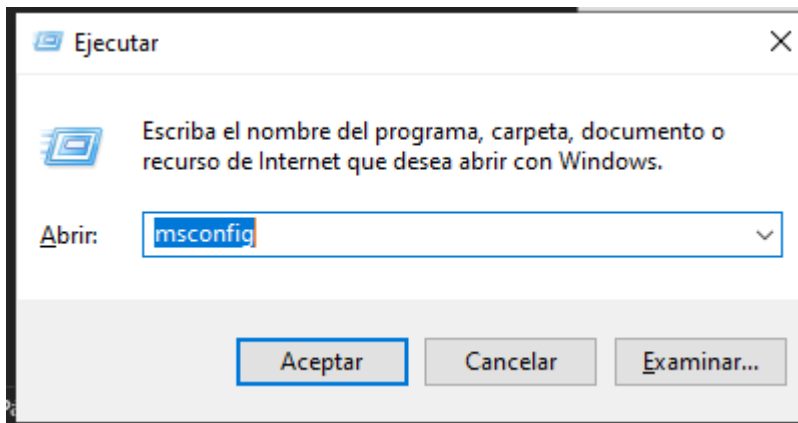 Ejecutar
Escriba el nombre del programa, carpeta, documento o
recurso de Internet que desea abrir con Windows.
Abrir: msconfig
Aceptar Cancelar Examinar...